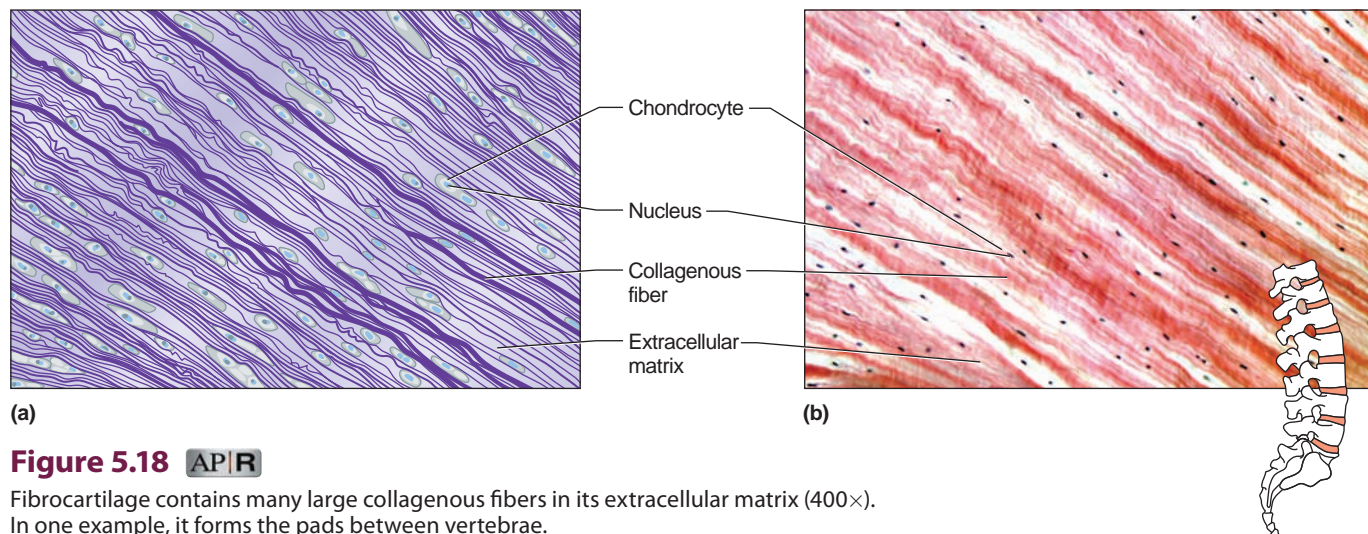 Chondrocyte
Nucleus
Collagenous
fiber
Extracellular
matrix
(a)
(b)
Figure 5.18 AP|R
Fibrocartilage contains many large collagenous fibers in its extracellular matrix (400×).
In one example, it forms the pads between vertebrae.